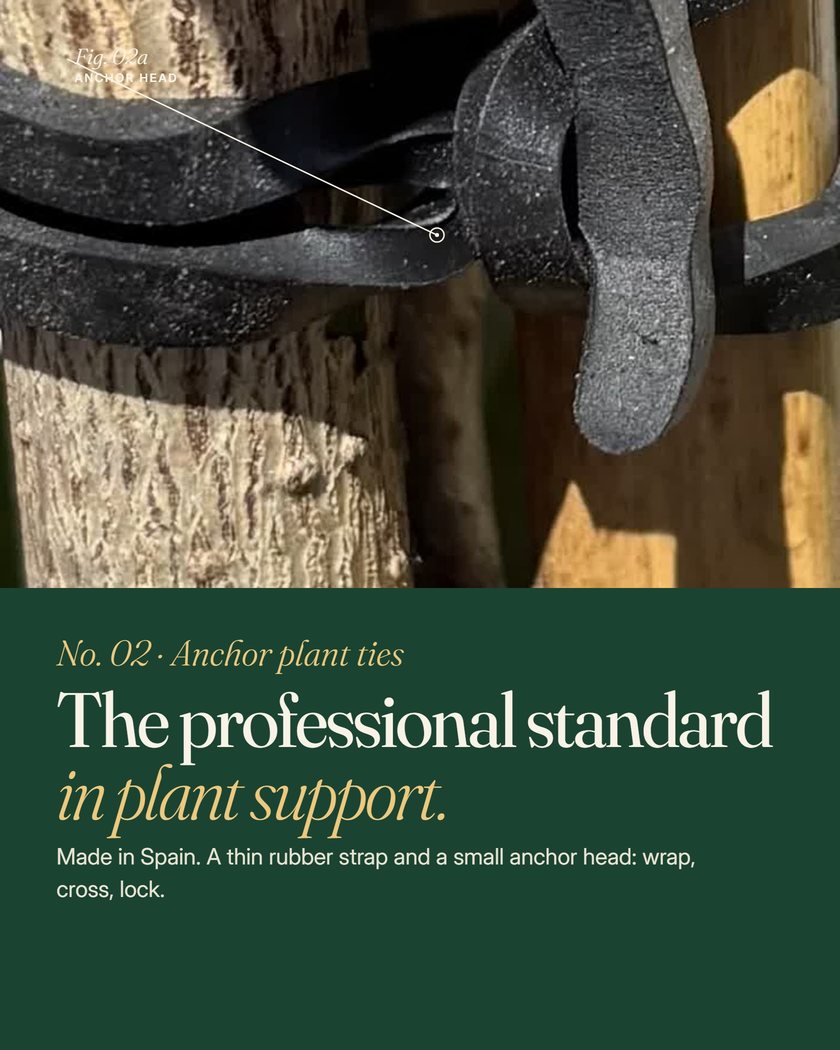 Fig. 02a
ANCHOR HEAD
No. 02 · Anchor plant ties
The professional standard
in plant support.
Made in Spain. A thin rubber strap and a small anchor head: wrap,
cross, lock.